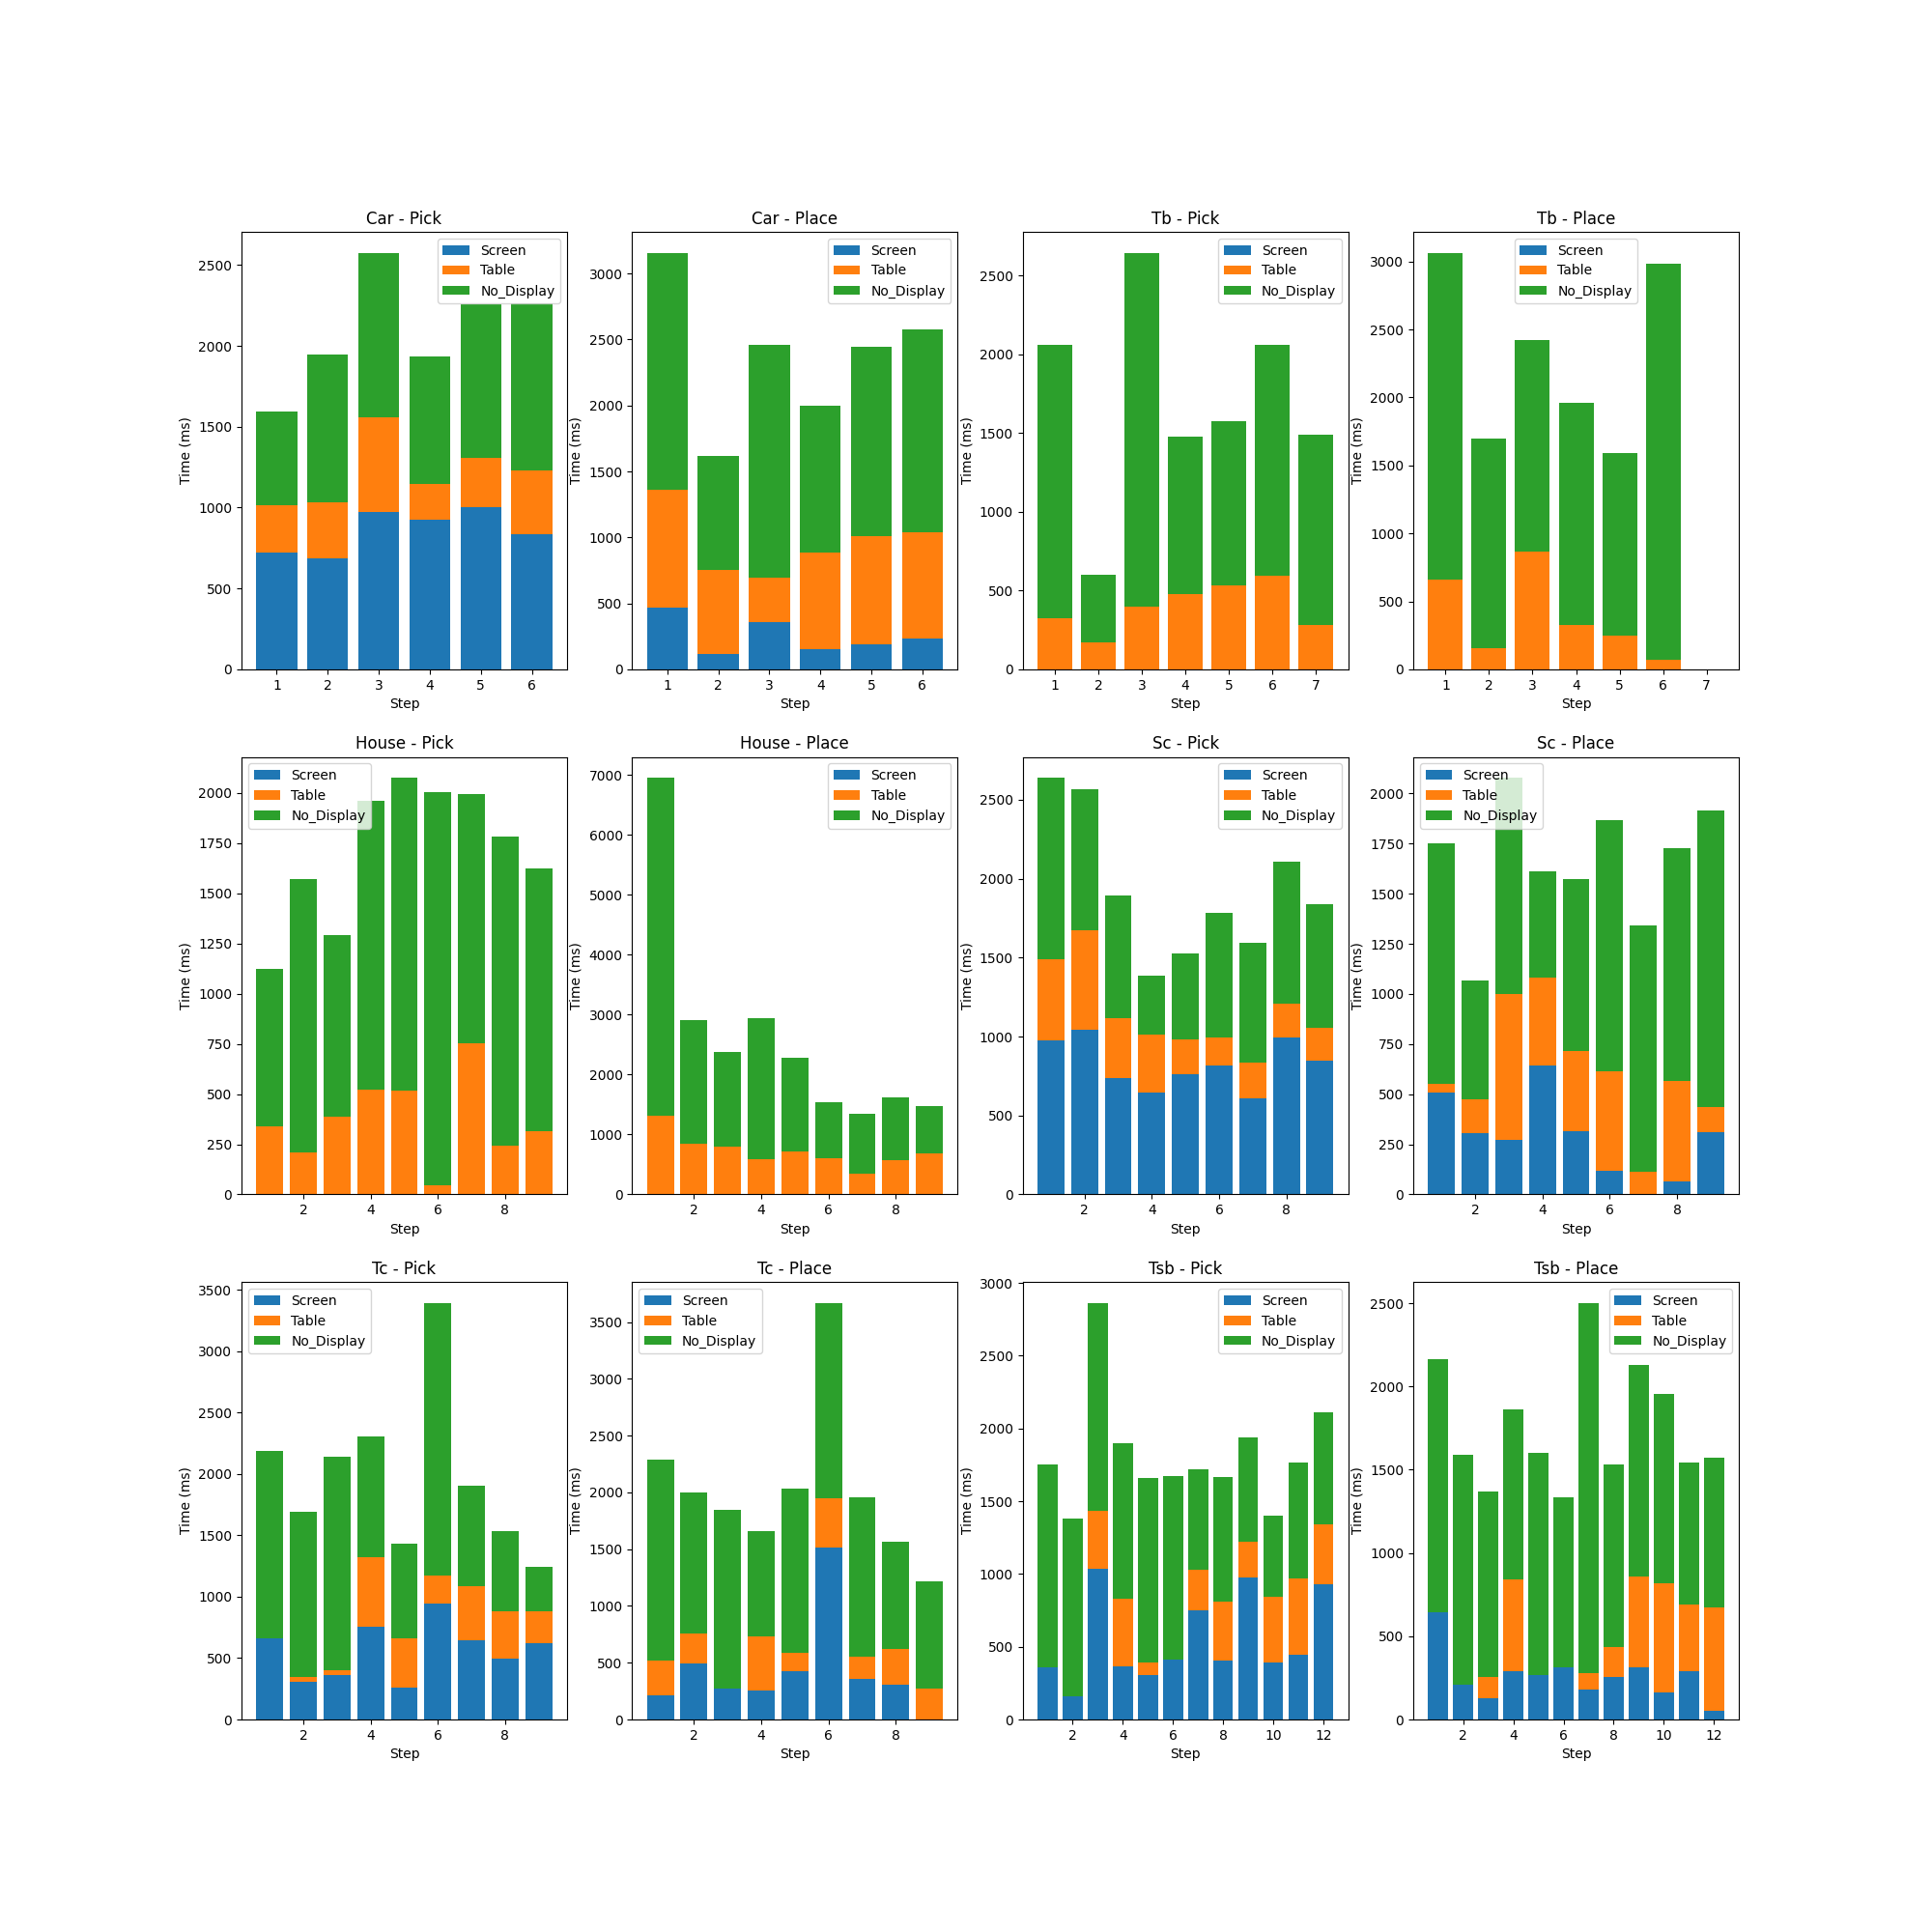 Car - Pick
Screen
Table
No_Display
2500
2000
1500
1000
500
0
Time (ms)
1 2 3 4 5 6
Step
Car - Place
Screen
Table
No_Display
3000
2500
2000
1500
1000
500
0
Time (ms)
1 2 3 4 5 6
Step
Tb - Pick
Screen
Table
No_Display
2500
2000
1500
1000
500
0
Time (ms)
1 2 3 4 5 6 7
Step
Tb - Place
Screen
Table
No_Display
3000
2500
2000
1500
1000
500
0
Time (ms)
1 2 3 4 5 6 7
Step
House - Pick
Screen
Table
No_Display
2000
1750
1500
1250
1000
750
500
250
0
Time (ms)
2 4 6 8
Step
House - Place
Screen
Table
No_Display
7000
6000
5000
4000
3000
2000
1000
0
Time (ms)
2 4 6 8
Step
Sc - Pick
Screen
Table
No_Display
2500
2000
1500
1000
500
0
Time (ms)
2 4 6 8
Step
Sc - Place
Screen
Table
No_Display
2000
1750
1500
1250
1000
750
500
250
0
Time (ms)
2 4 6 8
Step
Tc - Pick
Screen
Table
No_Display
3500
3000
2500
2000
1500
1000
500
0
Time (ms)
2 4 6 8
Step
Tc - Place
Screen
Table
No_Display
3500
3000
2500
2000
1500
1000
500
0
Time (ms)
2 4 6 8
Step
Tsb - Pick
Screen
Table
No_Display
3000
2500
2000
1500
1000
500
0
Time (ms)
2 4 6 8 10 12
Step
Tsb - Place
Screen
Table
No_Display
2500
2000
1500
1000
500
0
Time (ms)
2 4 6 8 10 12
Step